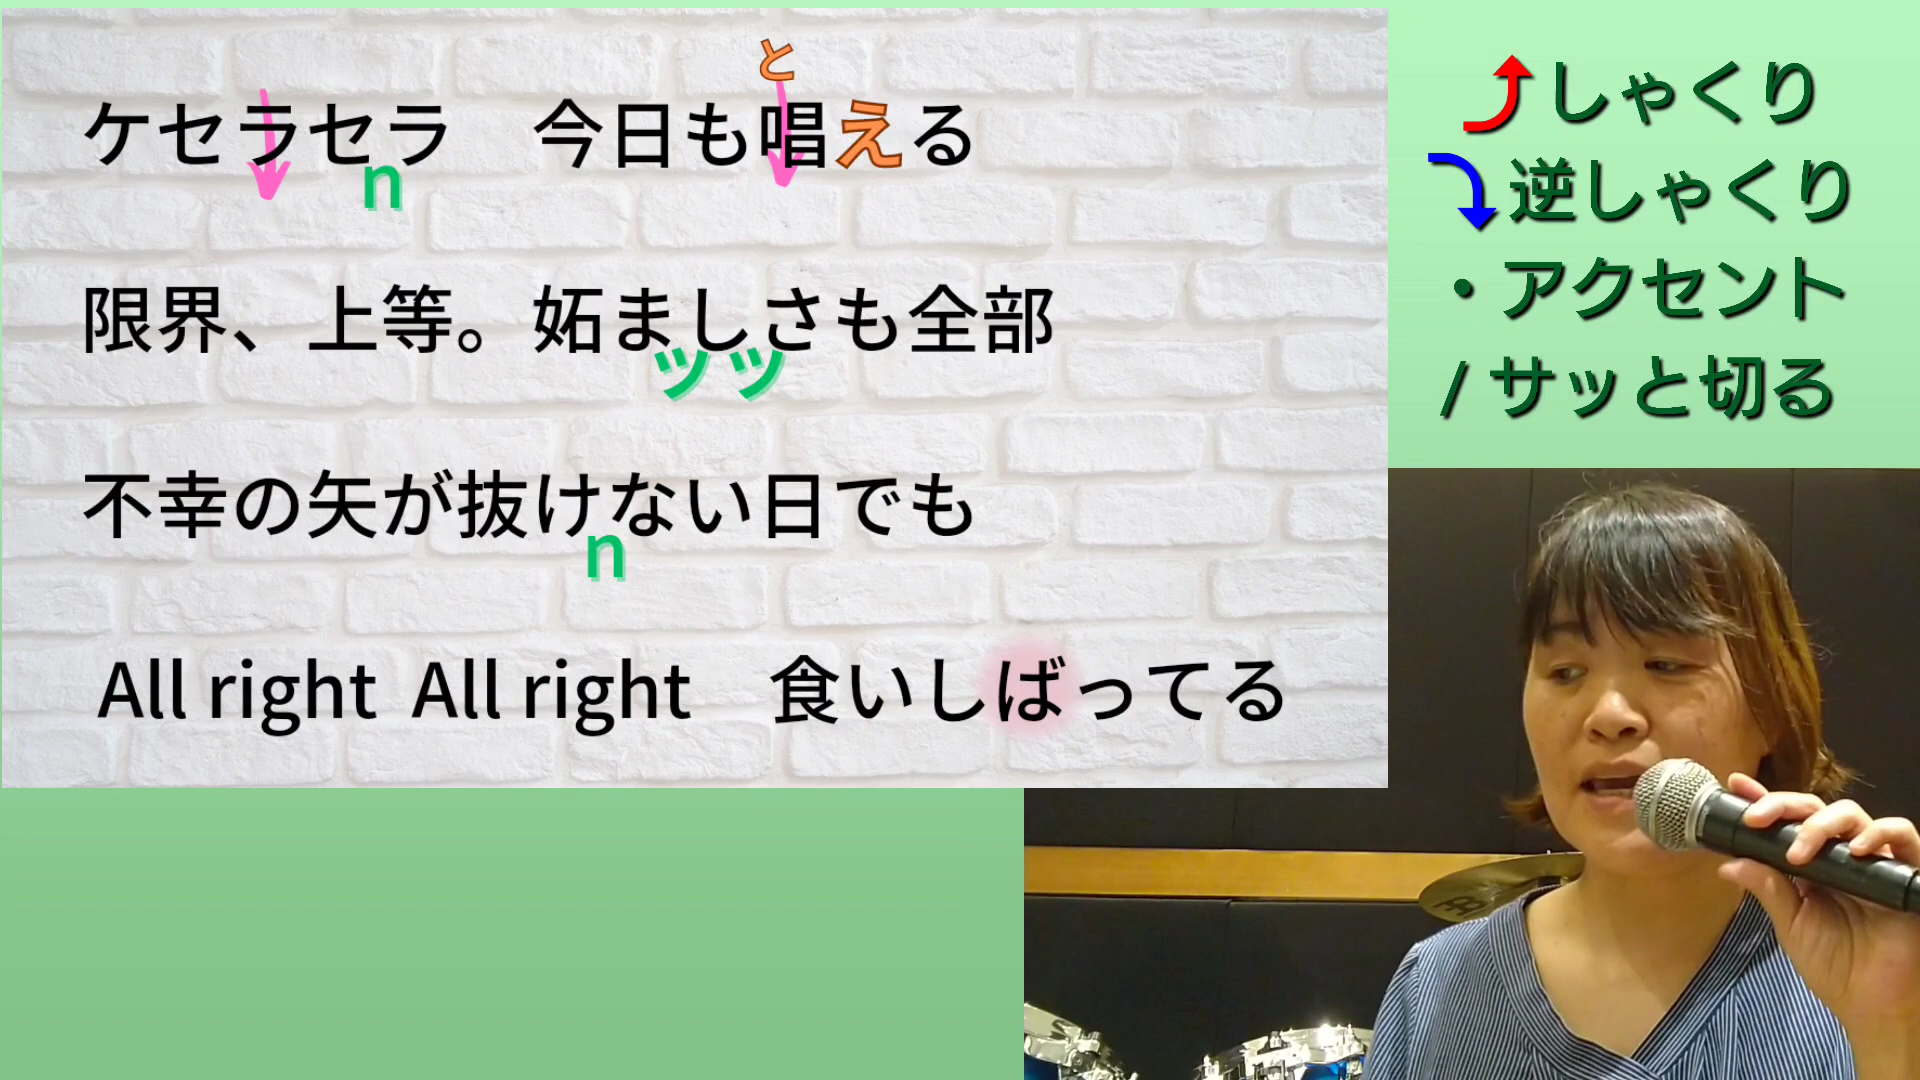 と
ケセラセラ 今日も唱える
n
限界、上等。妬ましさも全部
ッ ッ
不幸の矢が抜けない日でも
n
All right All right 食いしばってる
しゃくり
逆しゃくり
・アクセント
/ サッと切る